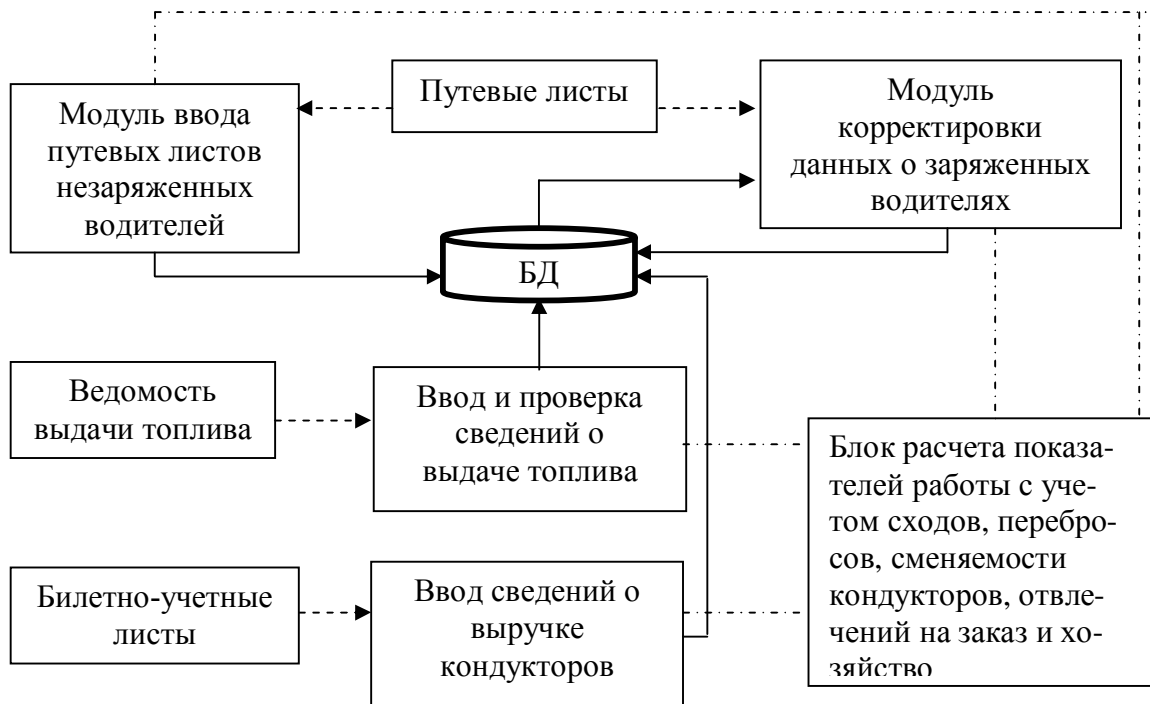 Модуль ввода
путевых листов
незаряженных
водителей
Путевые листы
Модуль
корректировки
данных о заряженных
водителях
БД
Ведомость
выдачи топлива
Ввод и проверка
сведений о
выдаче топлива
Блок расчета показа-
телей работы с уче-
том сходов, перебро-
сов, сменяемости
кондукторов, отвле-
чений на заказ и хо-
зяйство
Билетно-учетные
листы
Ввод сведений о
выручке
кондукторов